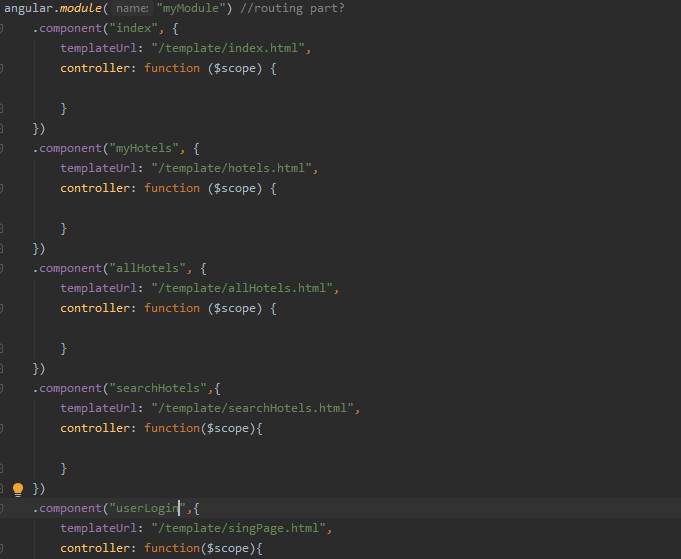 angular.module( name: "myModule") //routing part?
.component("index", {
templateUrl: "/template/index.html",
controller: function ($scope) {
}
})
.component("myHotels", {
templateUrl: "/template/hotels.html",
controller: function ($scope) {
}
})
.component("allHotels", {
templateUrl: "/template/allHotels.html",
controller: function ($scope) {
}
})
.component("searchHotels",{
templateUrl: "/template/searchHotels.html",
controller: function($scope){
}
})
.component("userLogin",{
templateUrl: "/template/singPage.html",
controller: function($scope){